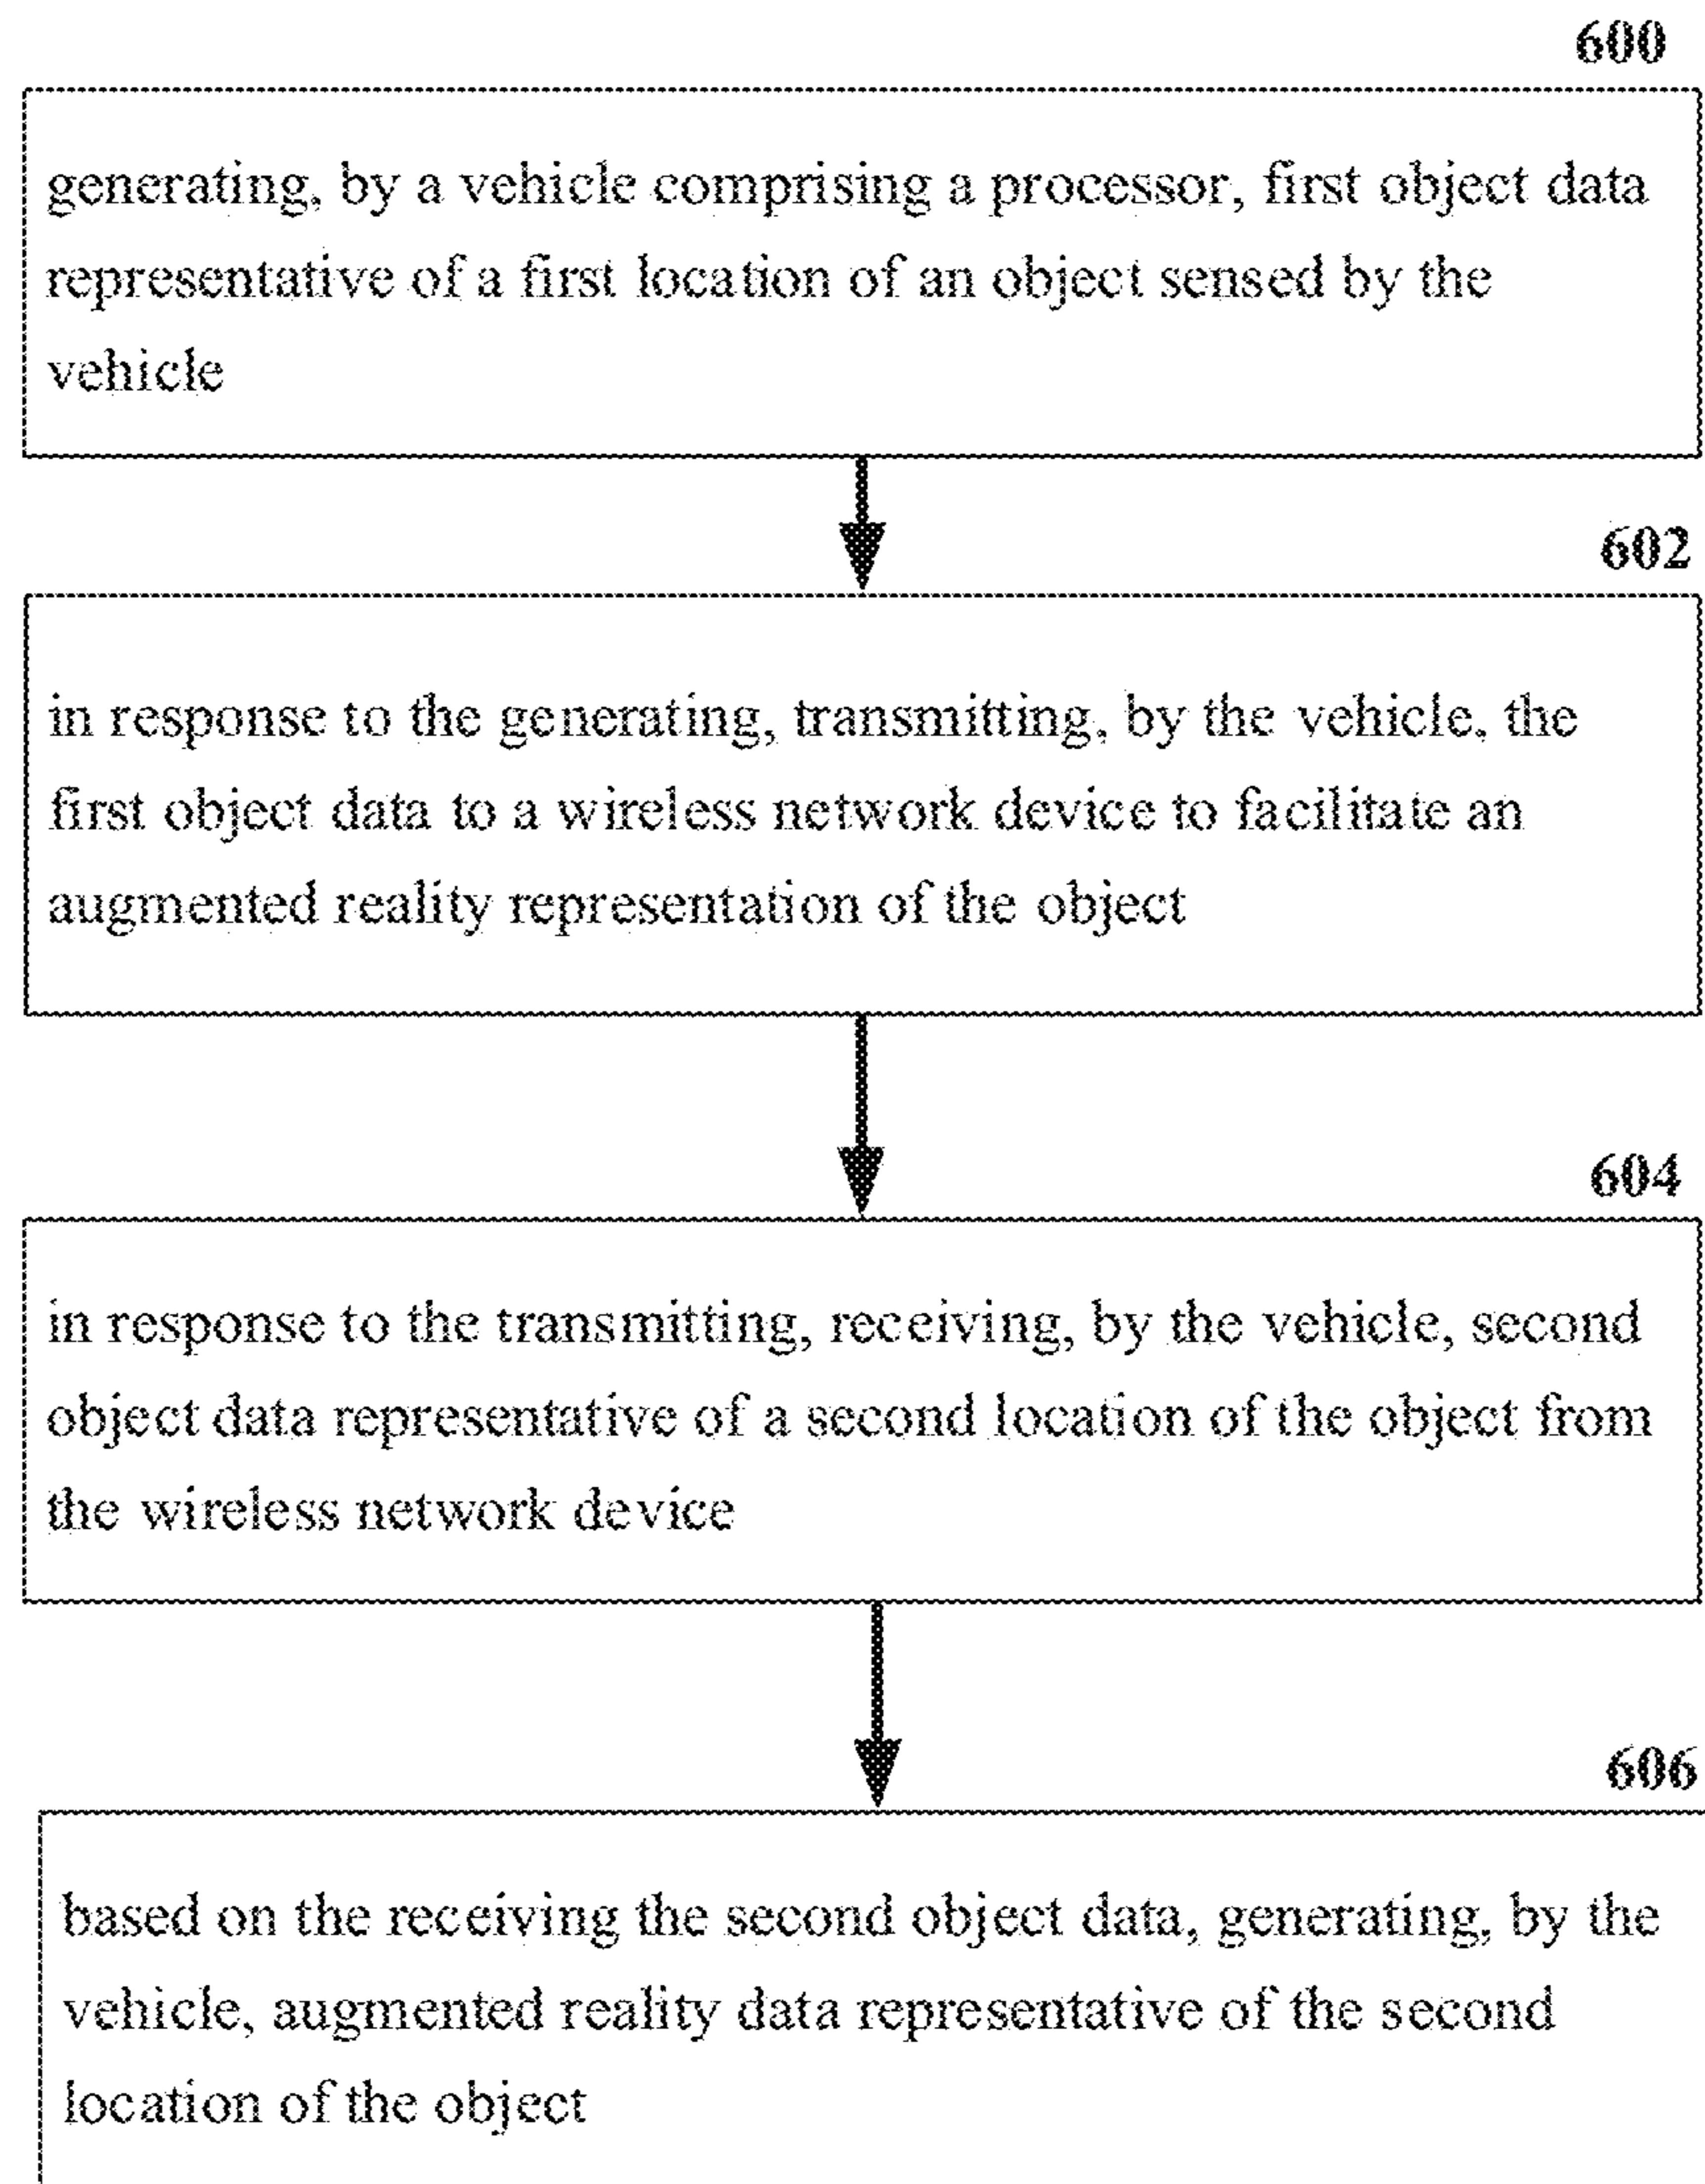 600
generating, by a vehicle comprising a processor, first object data
representative of a first location of an object sensed by the
vehicle
602
in response to the generating, transmitting, by the vehicle, the
first object data to a wireless network device to facilitate an
augmented reality representation of the object
604
in response to the transmitting, receiving, by the vehicle, second
object data representative of a second location of the object from
the wireless network device
606
based on the receiving the second object data, generating, by the
vehicle, augmented reality data representative of the second
location of the object